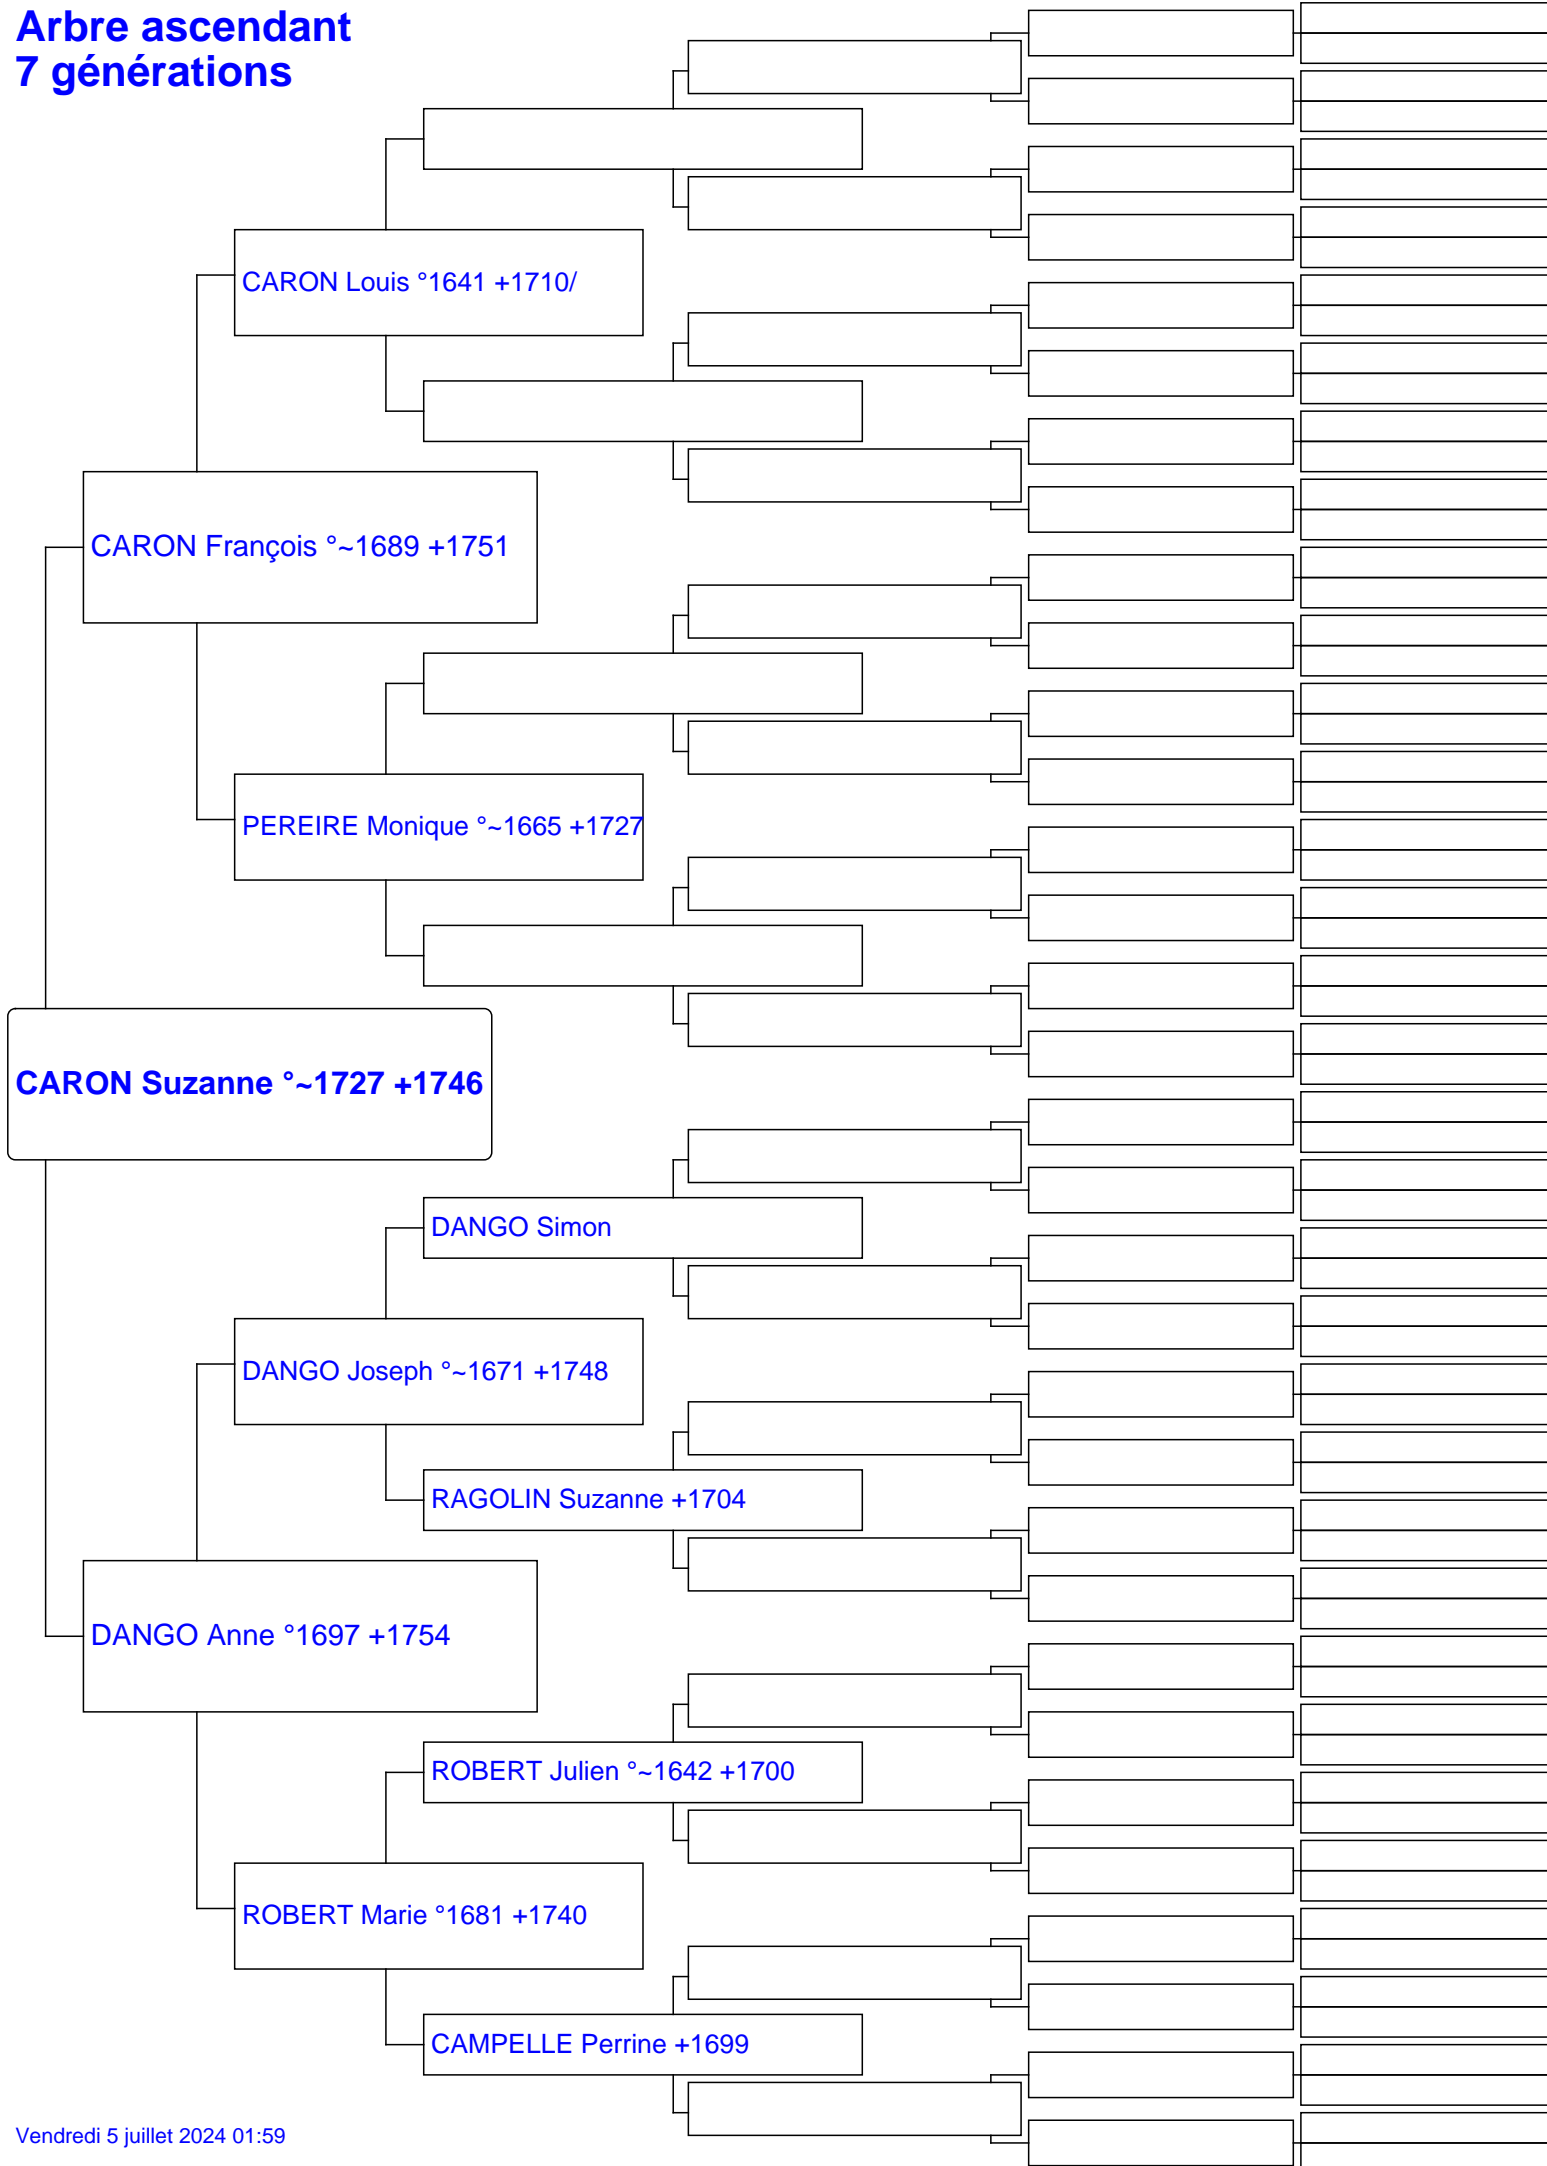 Arbre ascendant
7 générations
CARON Louis °1641 +1710/
CARON François °~1689 +1751
PEREIRE Monique °~1665 +1727
CARON Suzanne °~1727 +1746
DANGO Simon
DANGO Joseph °~1671 +1748
RAGOLIN Suzanne +1704
DANGO Anne °1697 +1754
ROBERT Julien °~1642 +1700
ROBERT Marie °1681 +1740
CAMPELLE Perrine +1699
Vendredi 5 juillet 2024 01:59